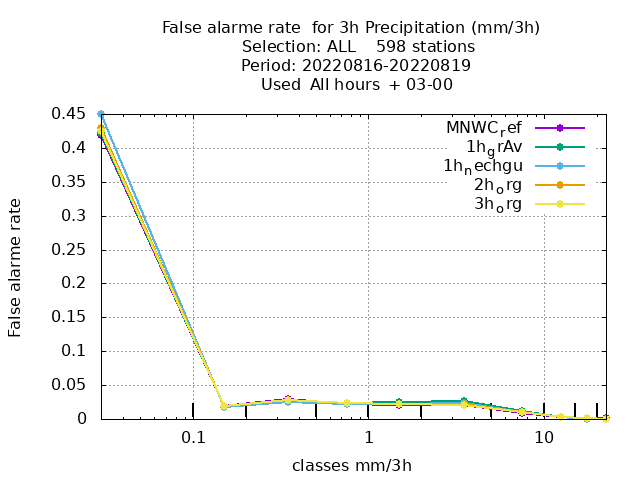 False alarme rate  for 3h Precipitation (mm/3h)
Selection: ALL    598 stations
Period: 20220816-20220819
Used  All hours  + 03-00
MNWC_ref
1h_grAv
1h_nechgu
2h_org
3h_org
False alarme rate
0.45
0.4
0.35
0.3
0.25
0.2
0.15
0.1
0.05
0
0.1 1 10
classes mm/3h